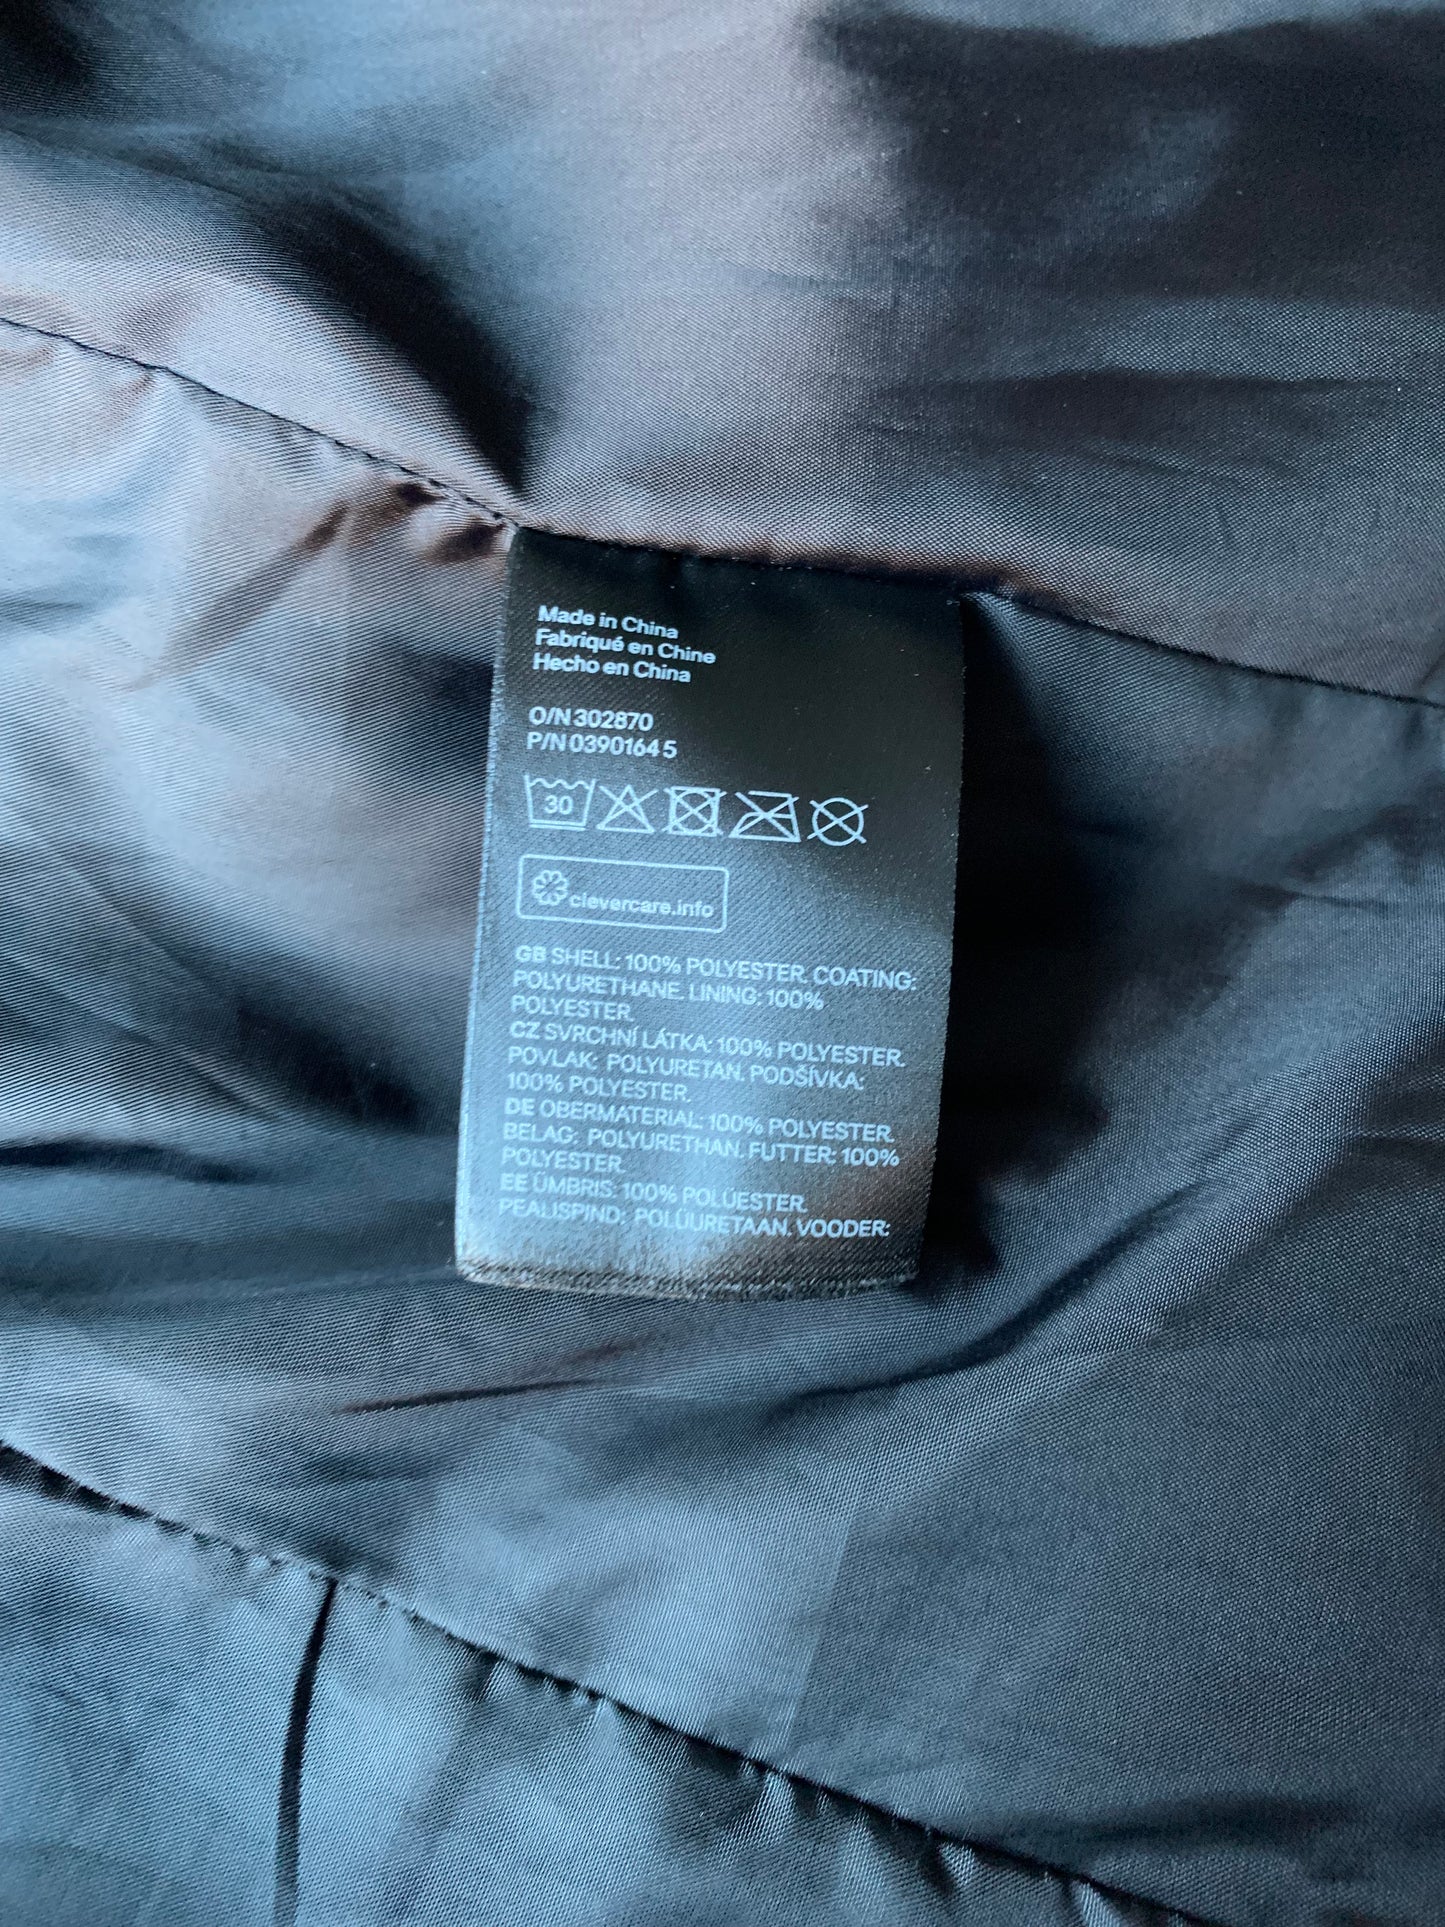 Made in China
Fabriqué en Chine
Hecho en China
O/N 302870
P/N 0390164 5
30
clevercare.info
GB SHELL: 100% POLYESTER. COATING:
POLYURETHANE. LINING: 100%
POLYESTER.
CZ SVRCHNÍ LÁTKA: 100% POLYESTER.
POVLAK: POLYURETAN. PODŠÍVKA:
100% POLYESTER.
DE OBERMATERIAL: 100% POLYESTER.
BELAG: POLYURETHAN. FUTTER: 100%
POLYESTER.
EE ÜMBRIS: 100% POLÜESTER.
PEALISPIND: POLÜURETAAN. VOODER: